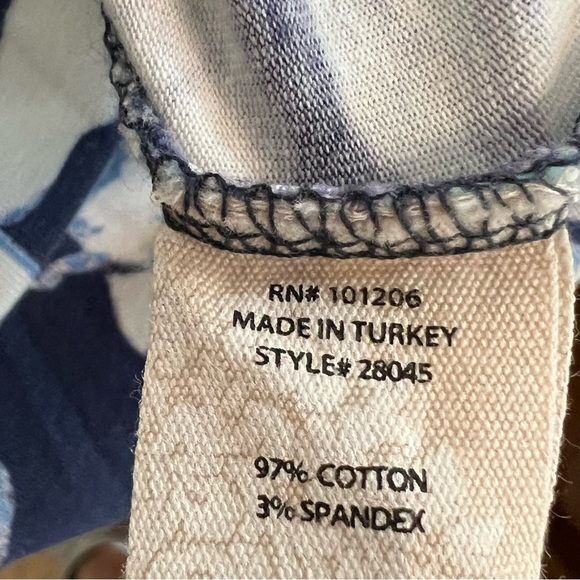 RN# 101206
MADE IN TURKEY
STYLE# 28045
97% COTTON
3% SPANDEX